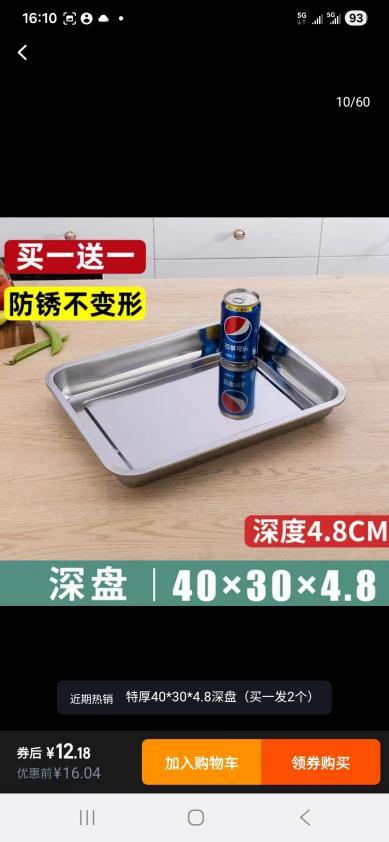 16:10
5G
5G
93
10/60
买一送一
防锈不变形
百事可乐
深度4.8CM
深盘 | 40×30×4.8
近期热销 特厚40*30*4.8深盘（买一发2个）
券后 ¥12.18
优惠前¥16.04
加入购物车
领券购买